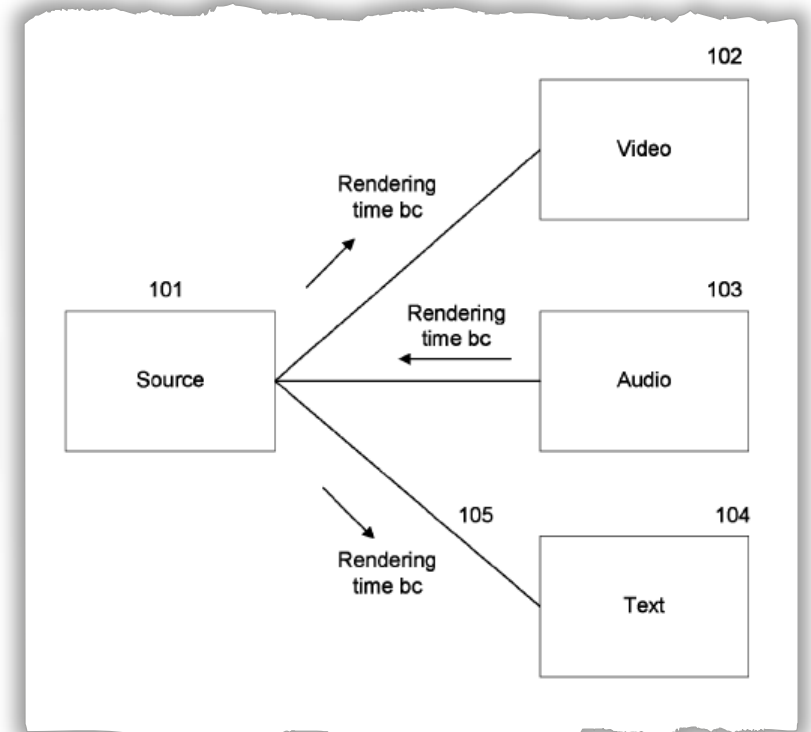 102
Video
Rendering
time bc
101
Source
Rendering
time bc
103
Audio
105
Rendering
time bc
104
Text